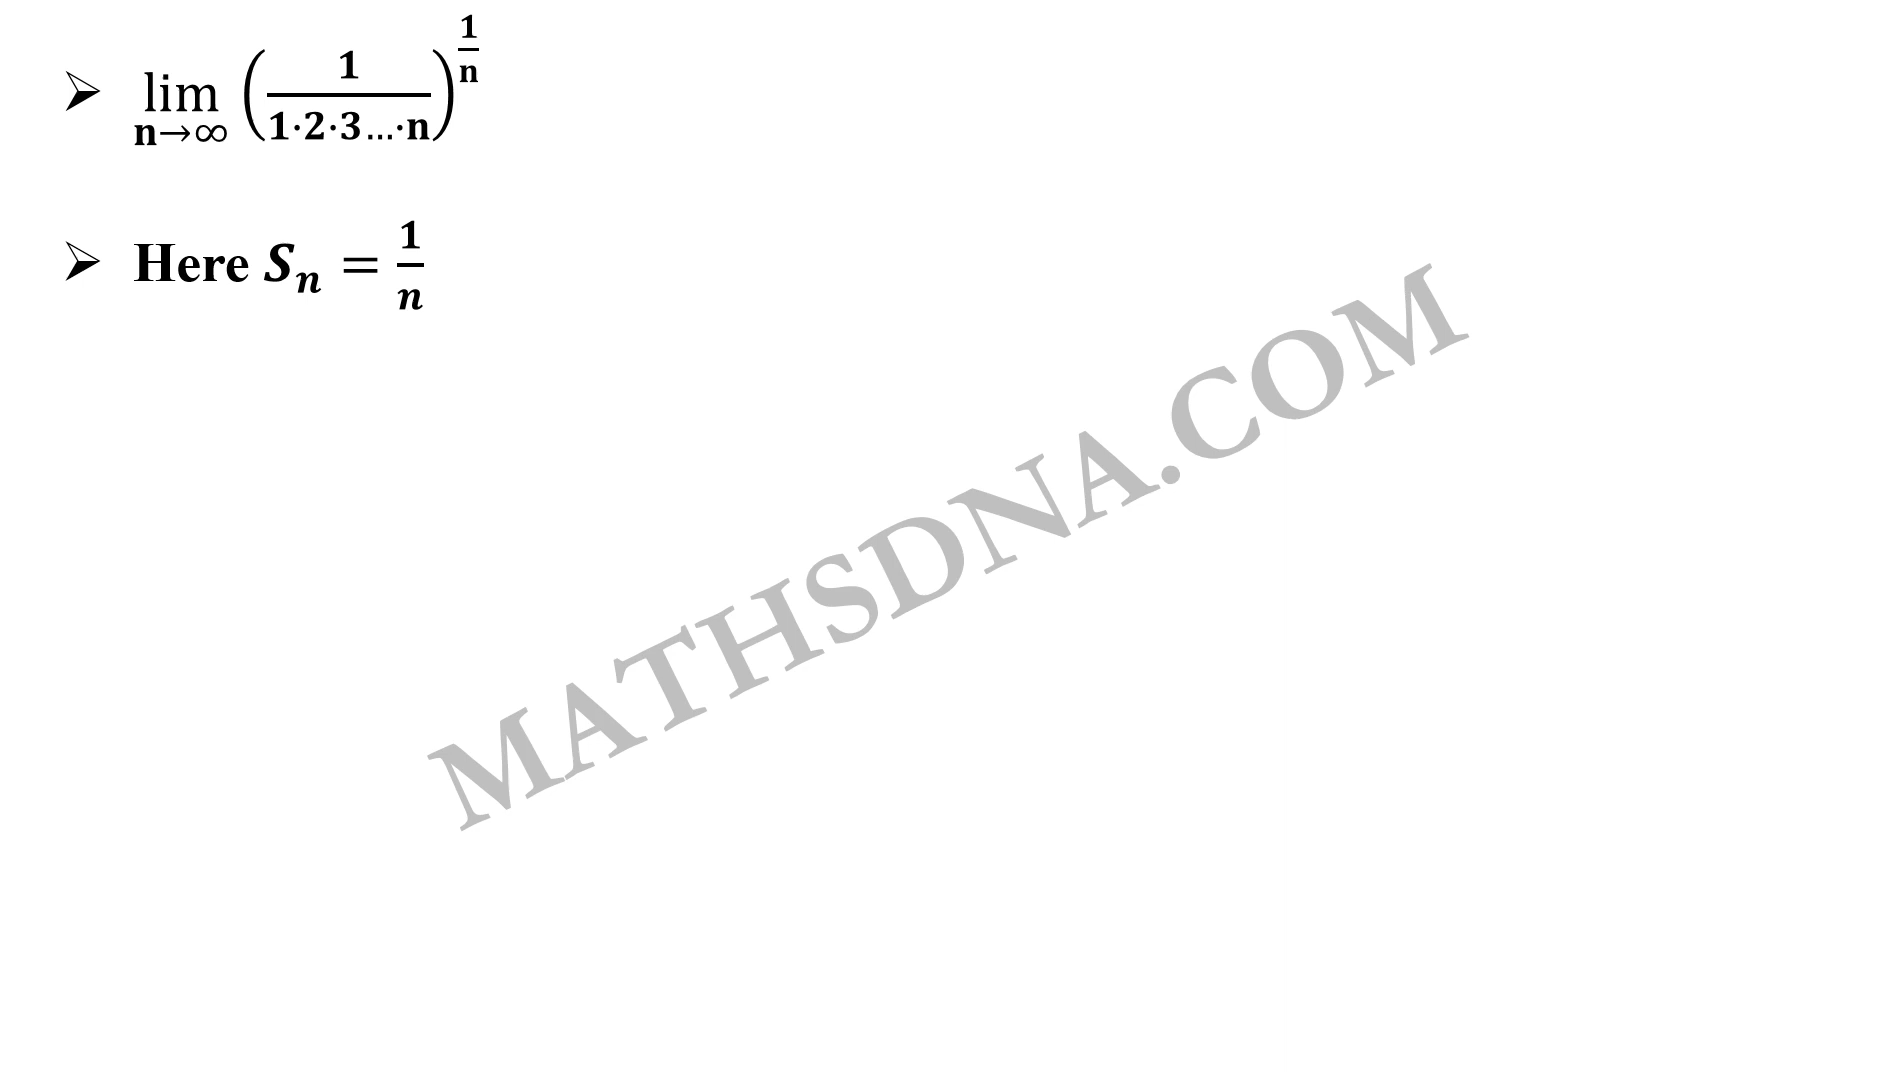 ➢ lim_{n→∞} (1/(1·2·3…·n))^{1/n}
➢ Here S_n = 1/n
MATHSDNA.COM